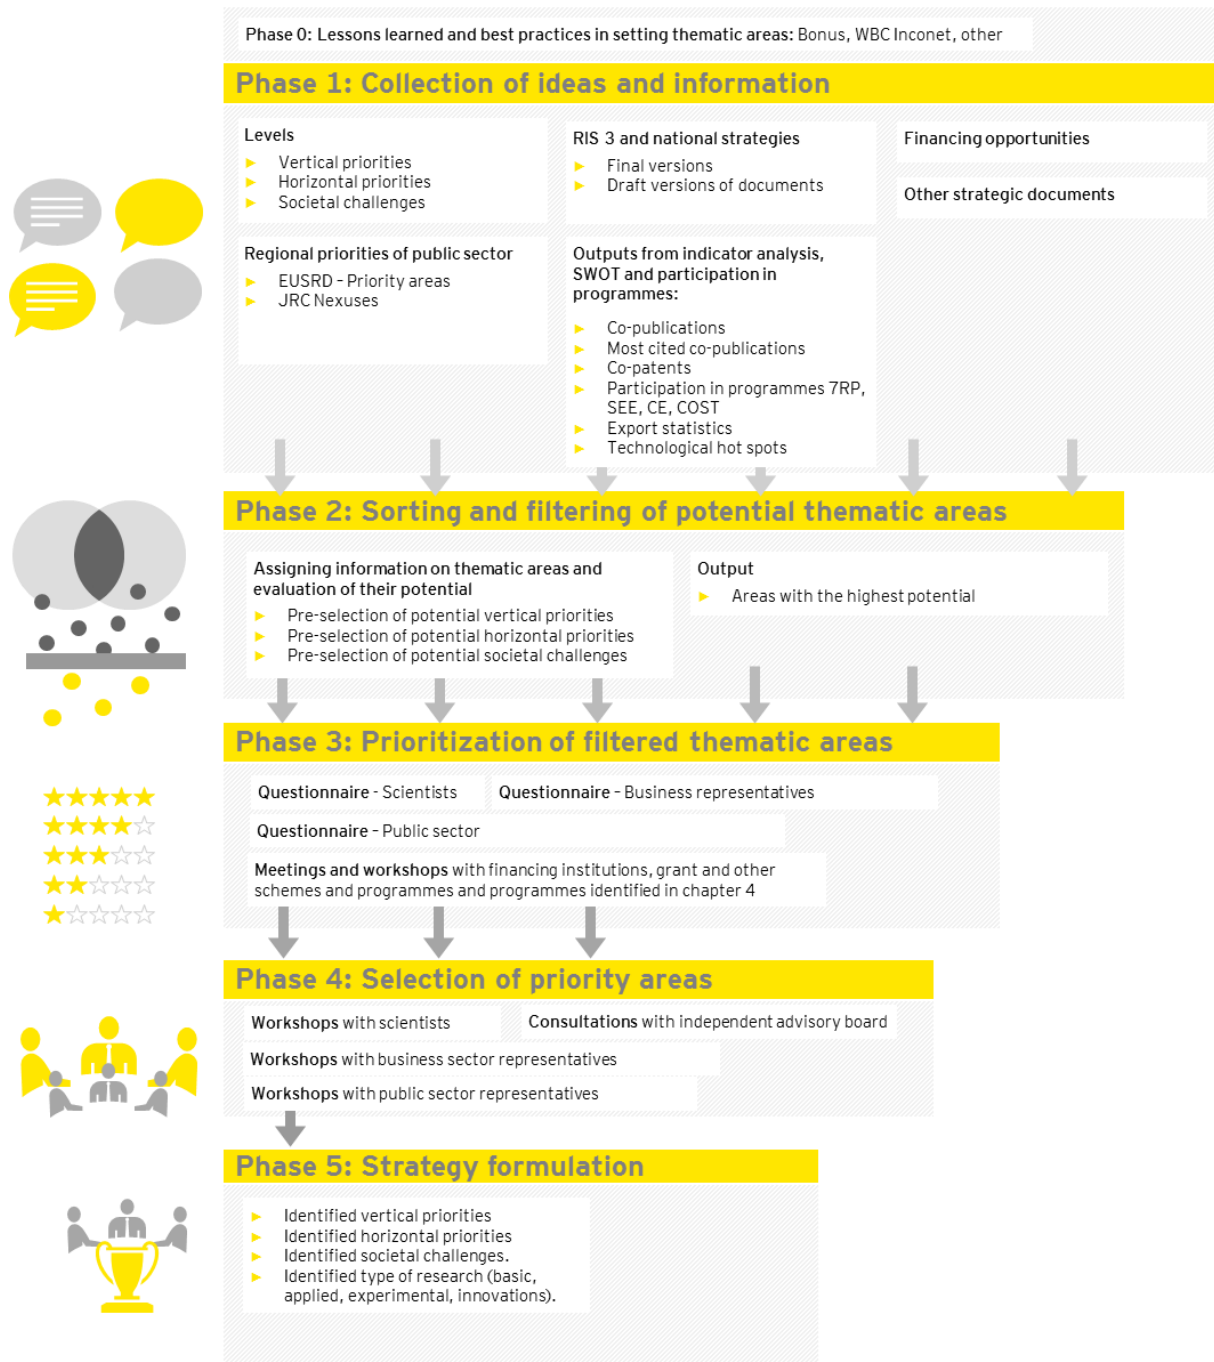 Phase 0: Lessons learned and best practices in setting thematic areas: Bonus, WBC Inconet, other
Phase 1: Collection of ideas and information
Levels
► Vertical priorities
► Horizontal priorities
► Societal challenges
RIS 3 and national strategies
► Final versions
► Draft versions of documents
Financing opportunities
Other strategic documents
Regional priorities of public sector
► EUSRD – Priority areas
► JRC Nexuses
Outputs from indicator analysis,
SWOT and participation in
programmes:
► Co-publications
► Most cited co-publications
► Co-patents
► Participation in programmes 7RP,
SEE, CE, COST
► Export statistics
► Technological hot spots
Phase 2: Sorting and filtering of potential thematic areas
Assigning information on thematic areas and
evaluation of their potential
► Pre-selection of potential vertical priorities
► Pre-selection of potential horizontal priorities
► Pre-selection of potential societal challenges
Output
► Areas with the highest potential
Phase 3: Prioritization of filtered thematic areas
Questionnaire - Scientists
Questionnaire – Business representatives
Questionnaire – Public sector
Meetings and workshops with financing institutions, grant and other
schemes and programmes and programmes identified in chapter 4
Phase 4: Selection of priority areas
Workshops with scientists
Consultations with independent advisory board
Workshops with business sector representatives
Workshops with public sector representatives
Phase 5: Strategy formulation
► Identified vertical priorities
► Identified horizontal priorities
► Identified societal challenges.
► Identified type of research (basic,
applied, experimental, innovations).